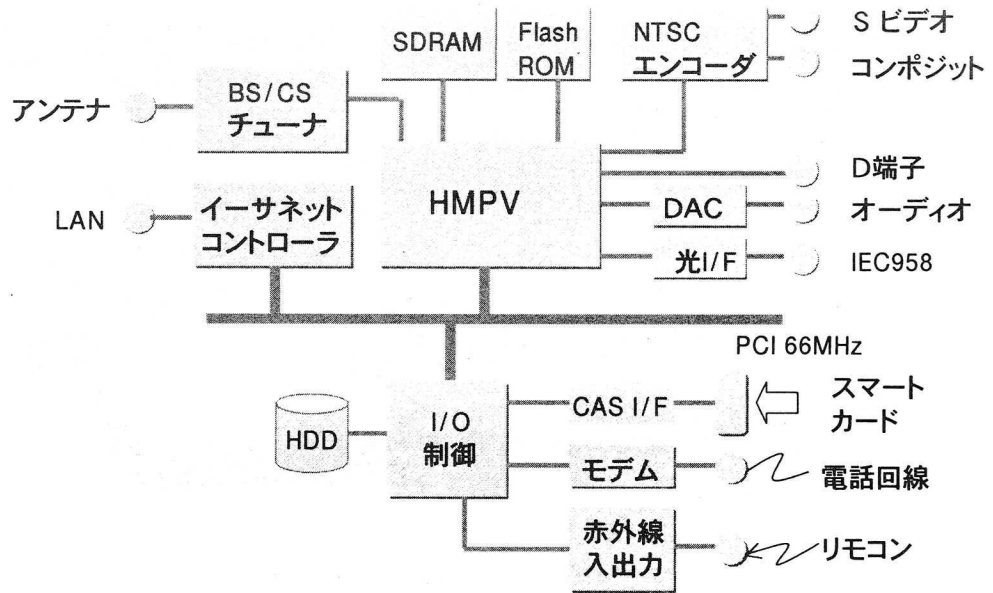 SDRAM
Flash
ROM
NTSC
エンコーダ
S ビデオ
コンポジット
アンテナ
BS/CS
チューナ
HMPV
D端子
DAC
オーディオ
LAN
イーサネット
コントローラ
光I/F
IEC958
PCI 66MHz
HDD
I/O
制御
CAS I/F
スマート
カード
モデム
電話回線
赤外線
入出力
リモコン